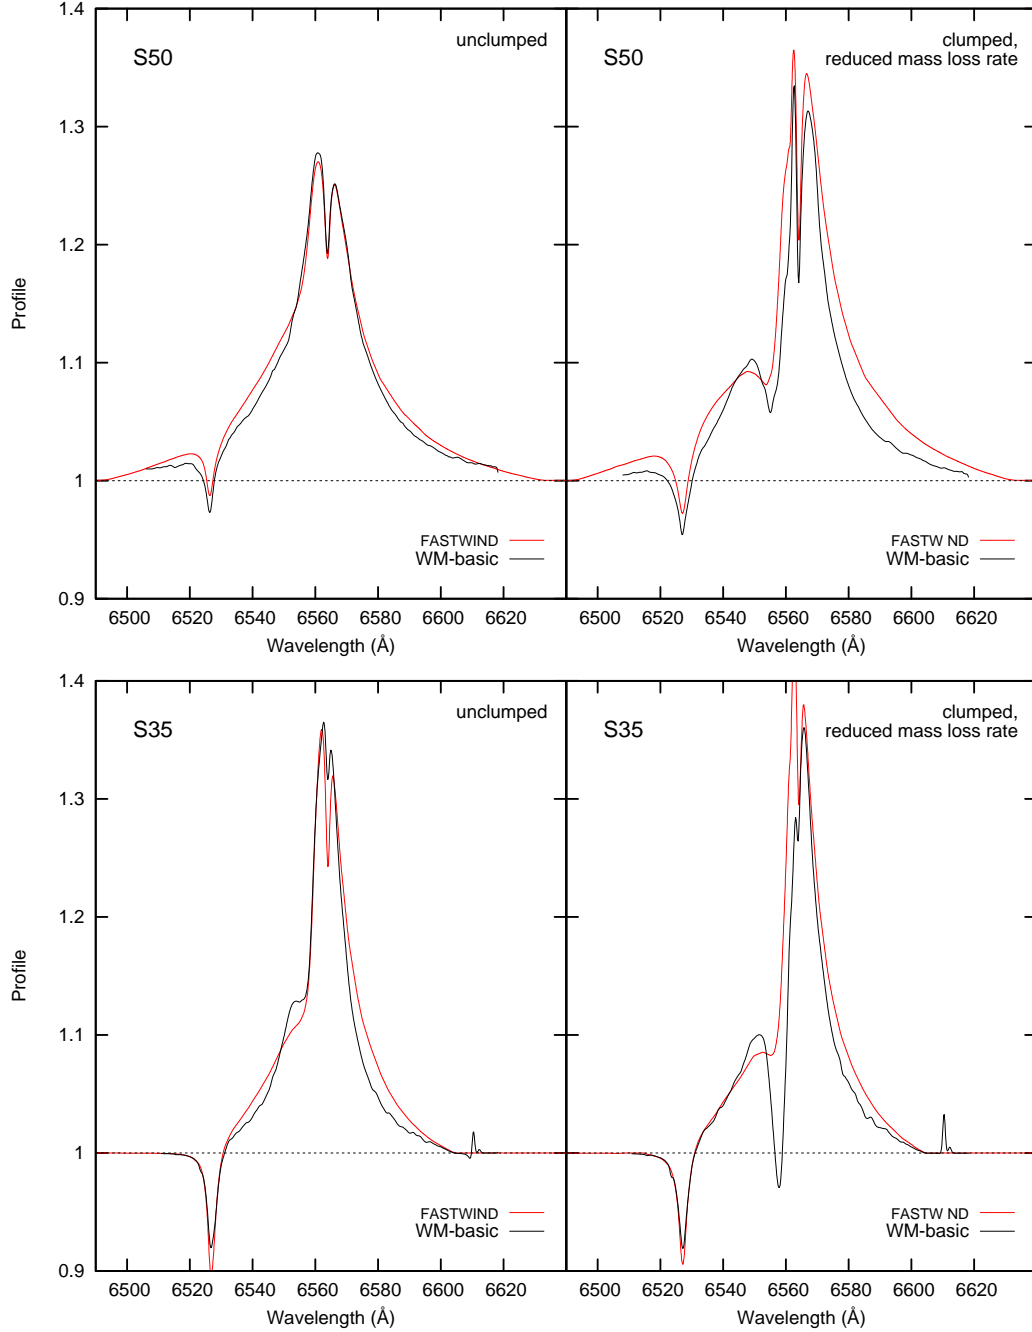 1.4
1.3
1.2
1.1
1
0.9
Profile
S50
unclumped
FASTWIND
WM-basic
6500 6520 6540 6560 6580 6600 6620
Wavelength (Å)
S50
clumped,
reduced mass loss rate
FASTW ND
WM-basic
6500 6520 6540 6560 6580 6600 6620
Wavelength (Å)
1.4
1.3
1.2
1.1
1
0.9
Profile
S35
unclumped
FASTWIND
WM-basic
6500 6520 6540 6560 6580 6600 6620
Wavelength (Å)
S35
clumped,
reduced mass loss rate
FASTW ND
WM-basic
6500 6520 6540 6560 6580 6600 6620
Wavelength (Å)